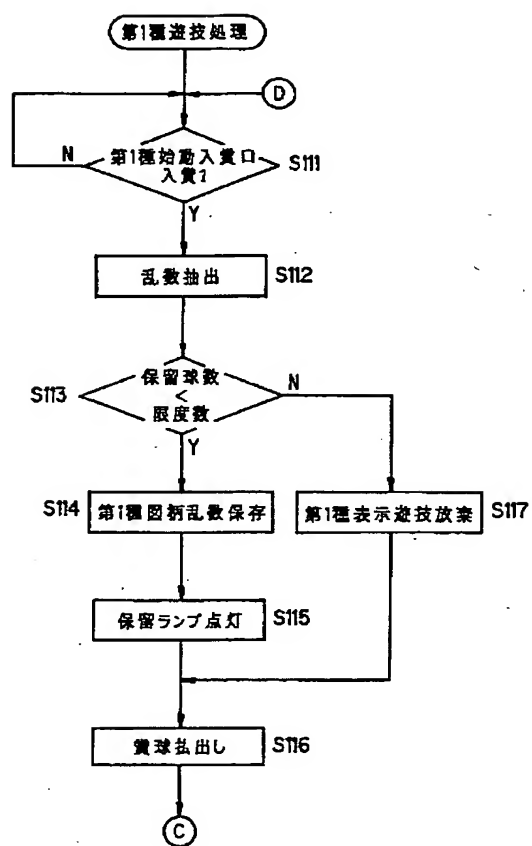 第1種遊技処理
D
N
第1種始動入賞口
入賞?
S111
Y
乱数抽出
S112
S113
保留球数
<
限度数
N
Y
S114
第1種図柄乱数保存
第1種表示遊技放棄
S117
保留ランプ点灯
S115
賞球払出し
S116
C